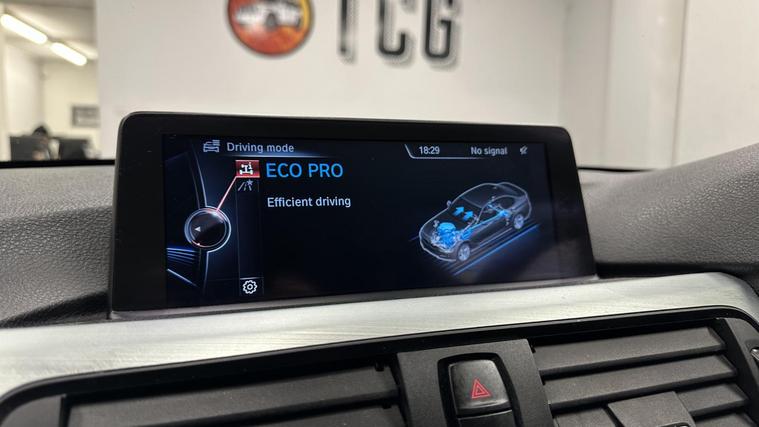 TCG
Driving mode
18:29
No signal
ECO PRO
Efficient driving